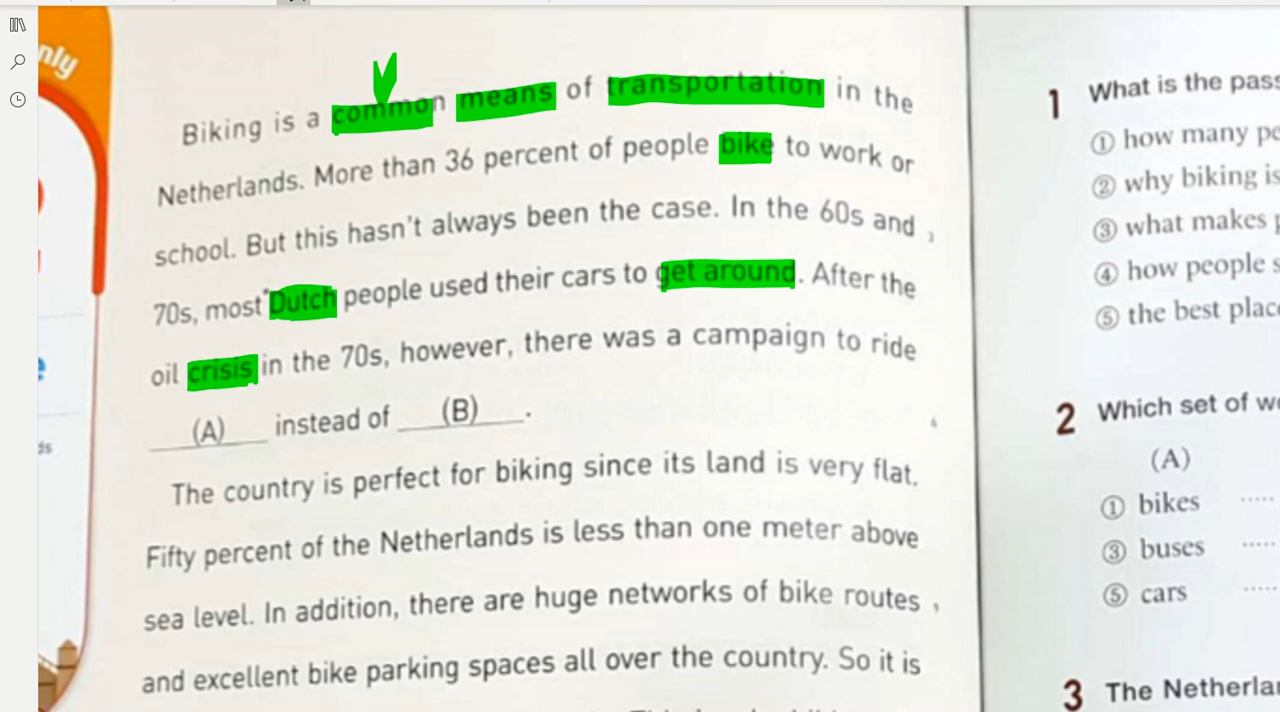 nly
Biking is a common means of transportation in the
Netherlands. More than 36 percent of people bike to work or
school. But this hasn't always been the case. In the 60s and
70s, most *Dutch people used their cars to get around. After the
oil crisis in the 70s, however, there was a campaign to ride
(A) instead of (B) .
The country is perfect for biking since its land is very flat.
Fifty percent of the Netherlands is less than one meter above
sea level. In addition, there are huge networks of bike routes
and excellent bike parking spaces all over the country. So it is
ds
1 What is the pass
① how many pe
② why biking is
③ what makes p
④ how people s
⑤ the best place
2 Which set of wo
(A)
① bikes ·····
③ buses ·····
⑤ cars ·····
3 The Netherla